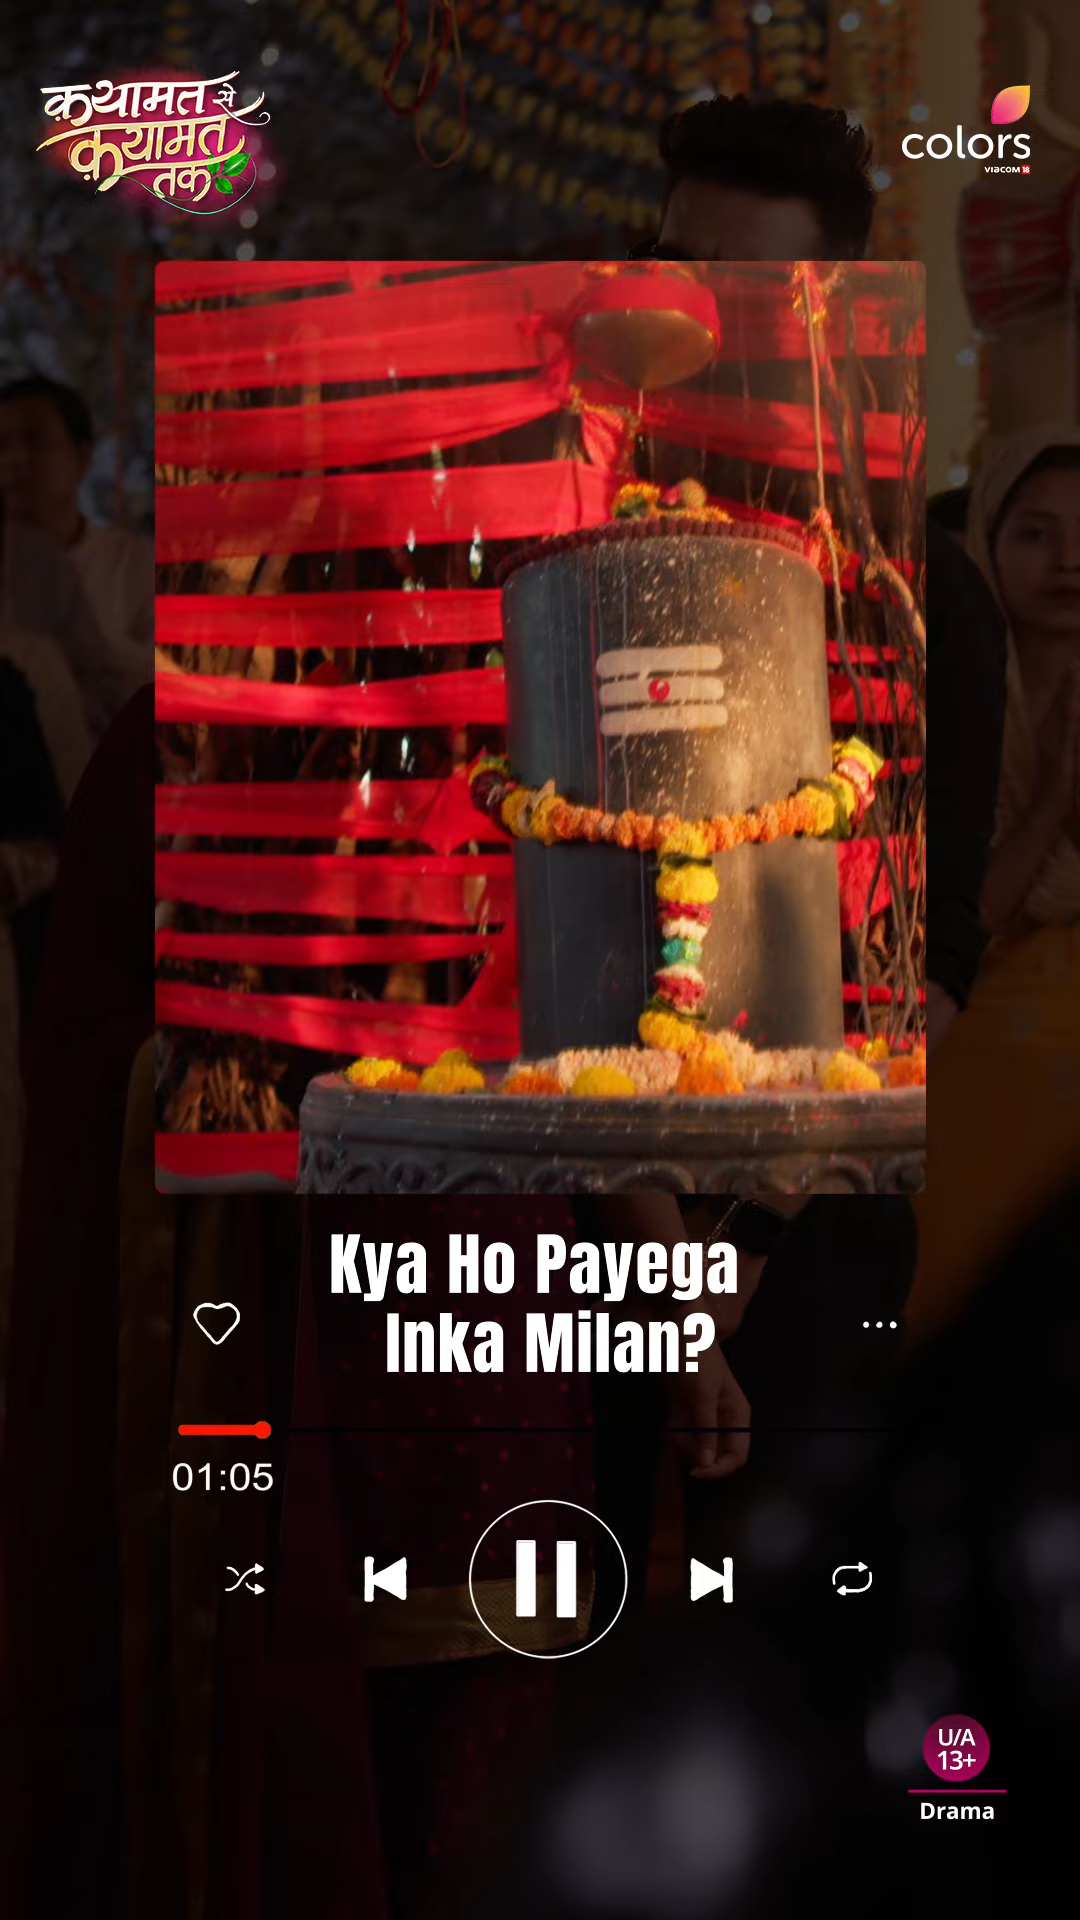 क़यामत से
क़यामत
तक
colors
VIACOM18
Kya Ho Payega
Inka Milan?
01:05
U/A
13+
Drama